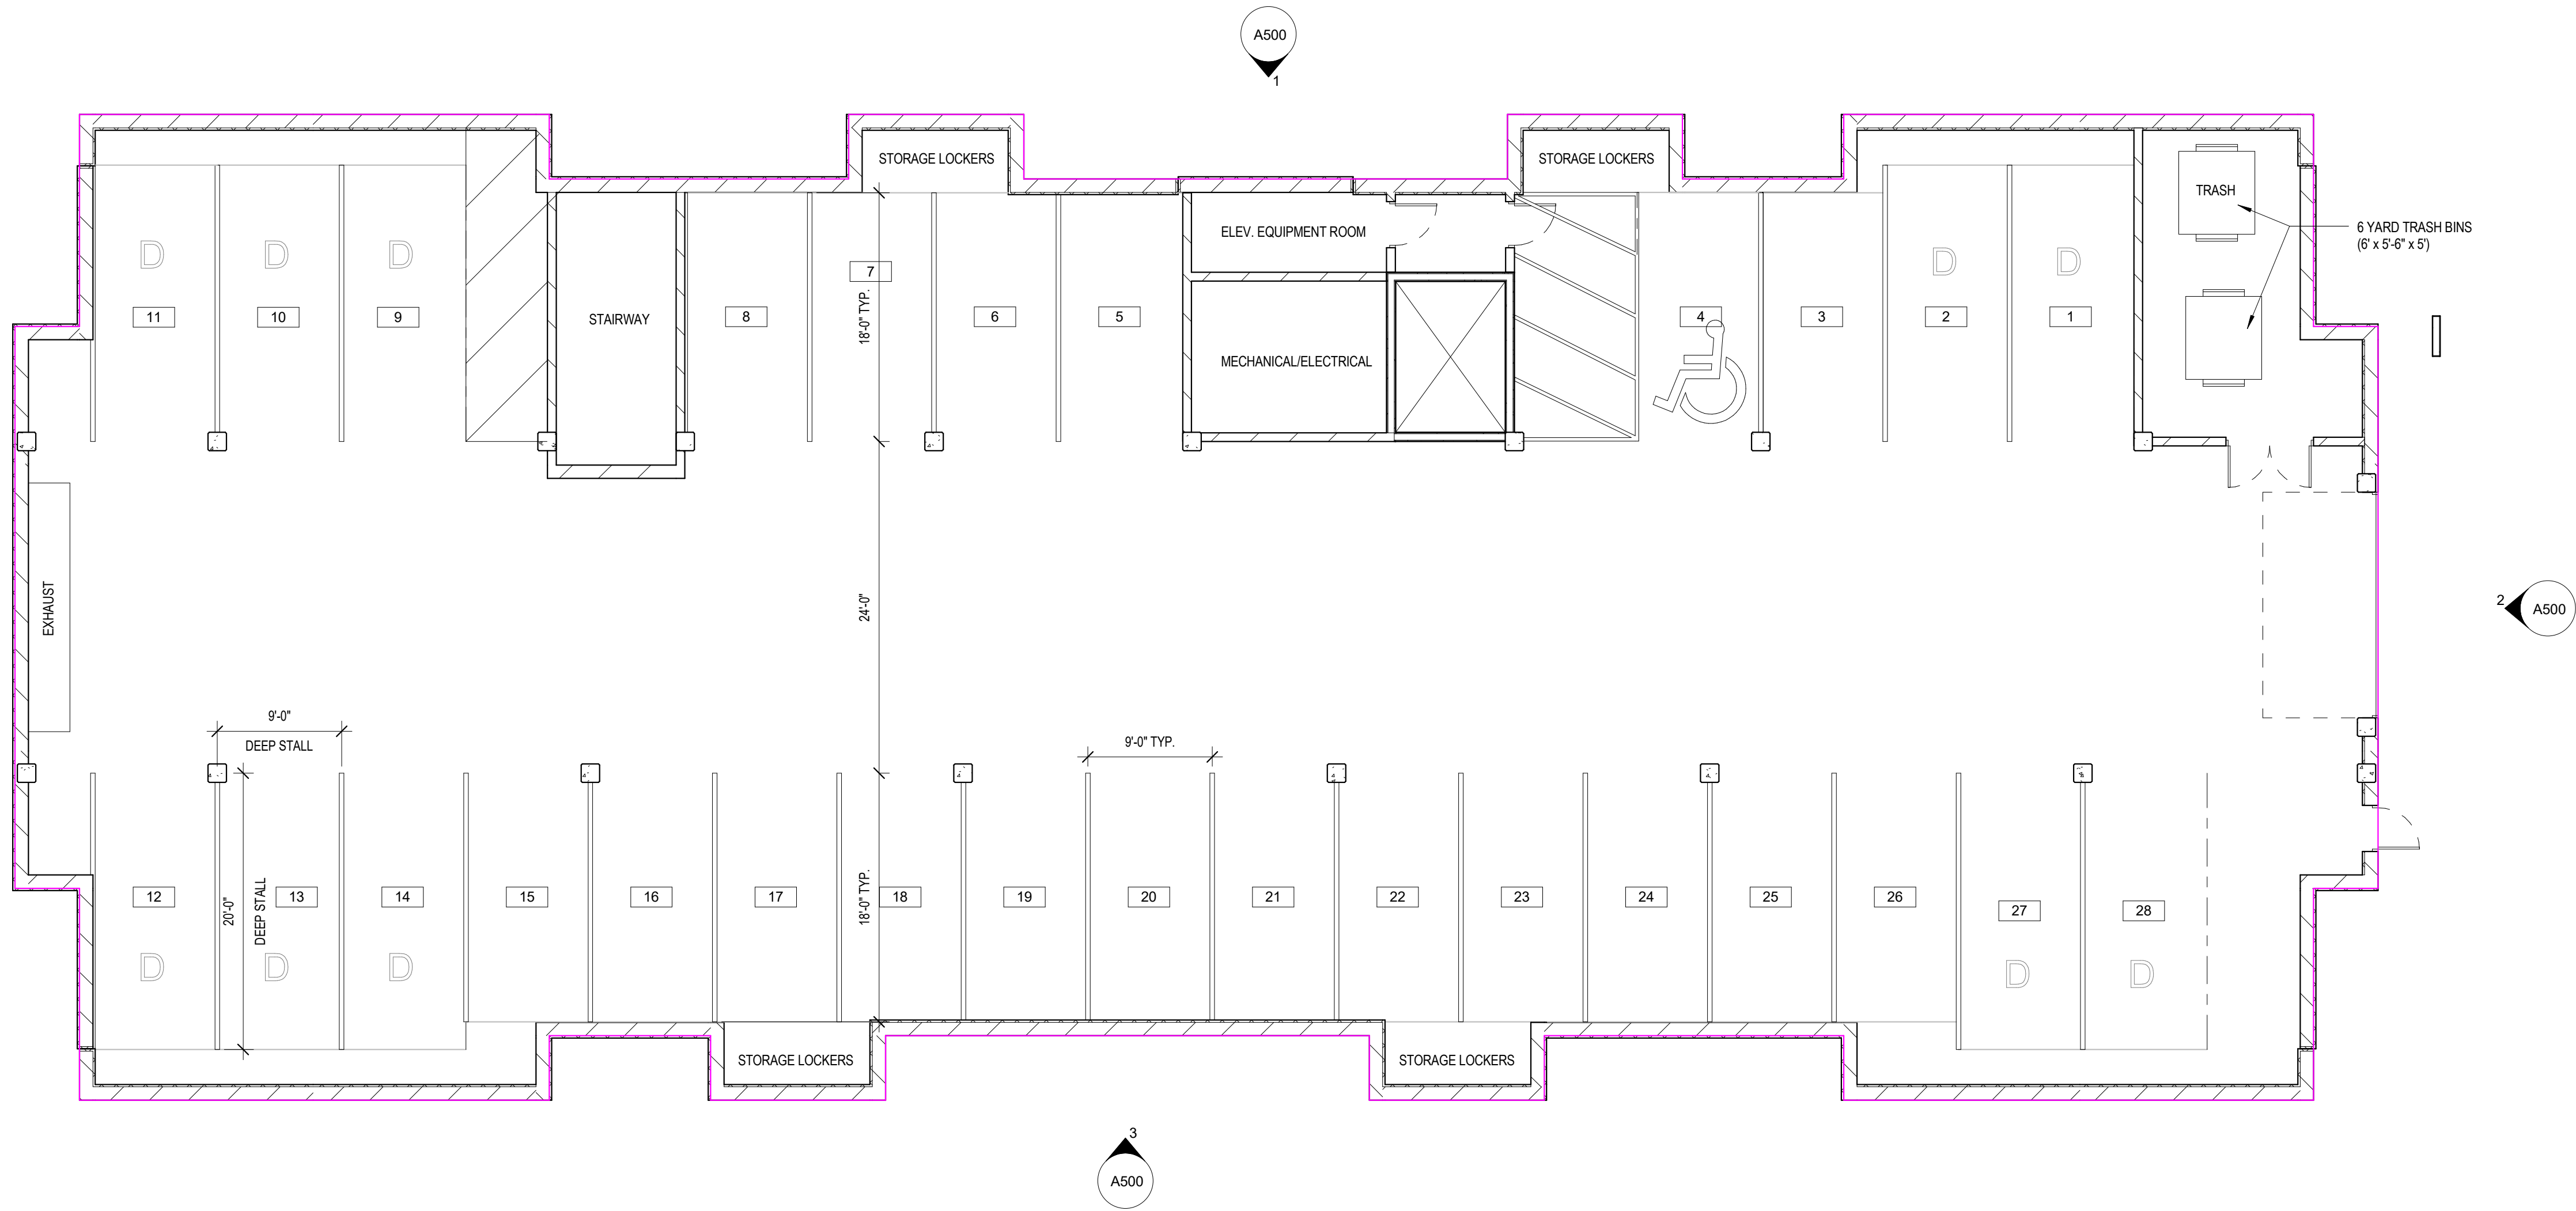 A500
1
STORAGE LOCKERS
STORAGE LOCKERS
TRASH
6 YARD TRASH BINS
(6' x 5'-6" x 5')
ELEV. EQUIPMENT ROOM
D
D
D
D
D
7
18'-0" TYP.
11
10
9
STAIRWAY
8
6
5
4
3
2
1
MECHANICAL/ELECTRICAL
EXHAUST
24'-0"
2
A500
9'-0"
DEEP STALL
9'-0" TYP.
12
13
14
15
16
17
18
19
20
21
22
23
24
25
26
27
28
20'-0"
DEEP STALL
18'-0" TYP.
D
D
D
D
D
STORAGE LOCKERS
STORAGE LOCKERS
3
A500